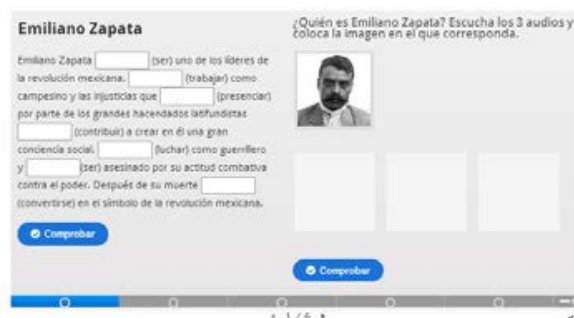 Emiliano Zapata
Emiliano Zapata (ser) uno de los líderes de
la revolución mexicana. (trabajar) como
campesino y las injusticias que (presenciar)
por parte de los grandes hacendados latifundistas
(contribuir) a crear en él una gran
conciencia social. (luchar) como guerrillero
y (ser) asesinado por su actitud combativa
contra el poder. Después de su muerte
(convertirse) en el símbolo de la revolución mexicana.
Comprobar
¿Quién es Emiliano Zapata? Escucha los 3 audios y
coloca la imagen en el que corresponda.
Comprobar
1 / 6